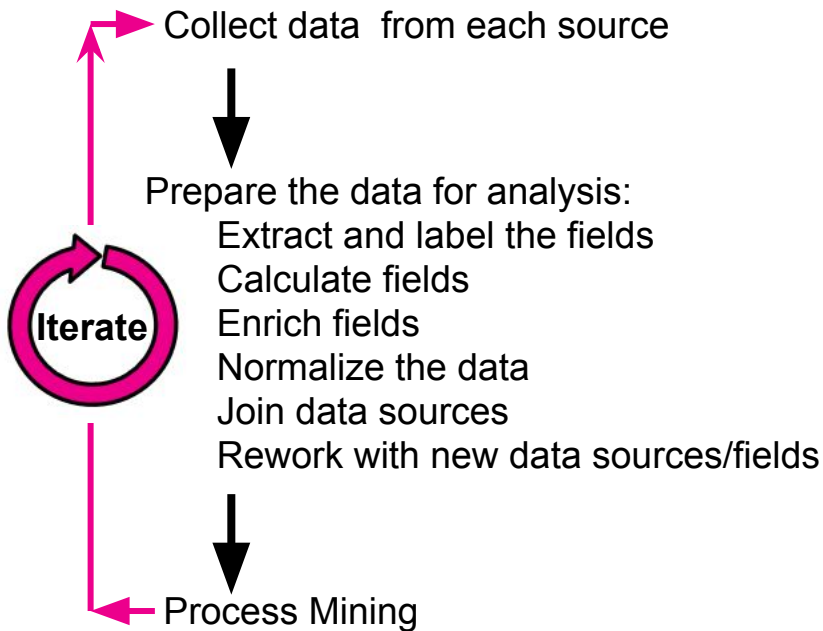 Collect data from each source
Prepare the data for analysis:
Extract and label the fields
Calculate fields
Enrich fields
Iterate
Normalize the data
Join data sources
Rework with new data sources/fields
Process Mining